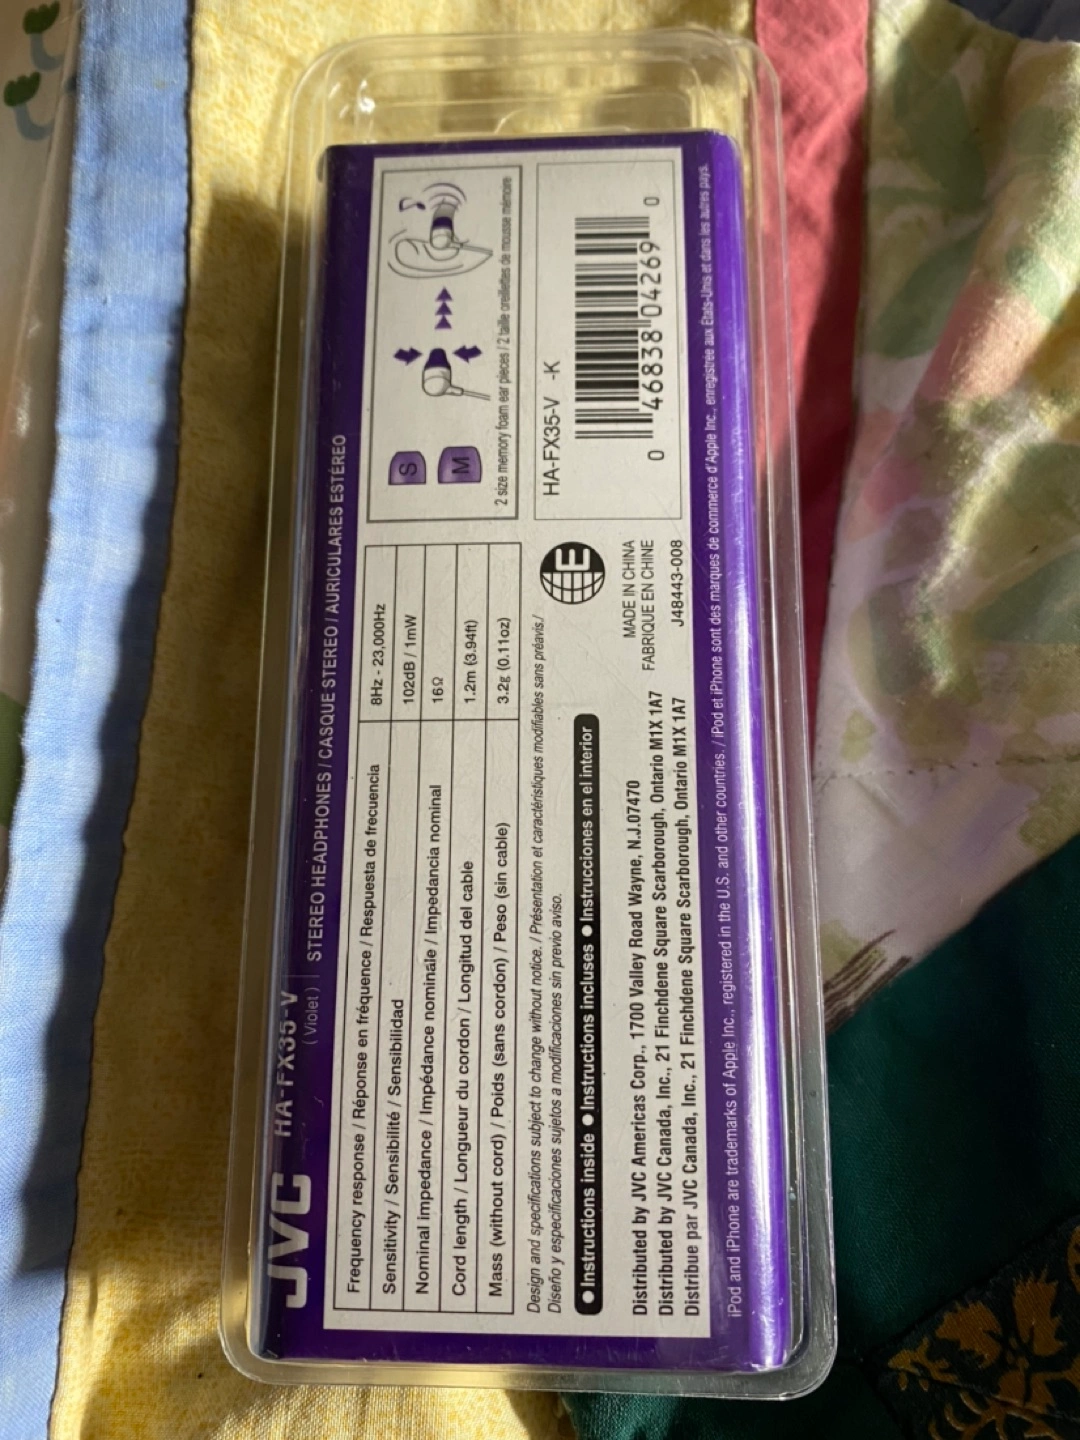 JVC HA-FX35-V
( Violet ) STEREO HEADPHONES / CASQUE STEREO / AURICULARES ESTÉREO
Frequency response / Réponse en fréquence / Respuesta de frecuencia 8Hz - 23,000Hz
Sensitivity / Sensibilité / Sensibilidad 102dB / 1mW
Nominal impedance / Impédance nominale / Impedancia nominal 16Ω
Cord length / Longueur du cordon / Longitud del cable 1.2m (3.94ft)
Mass (without cord) / Poids (sans cordon) / Peso (sin cable) 3.2g (0.11oz)
Design and specifications subject to change without notice. / Présentation et caractéristiques modifiables sans préavis./
Diseño y especificaciones sujetos a modificaciones sin previo aviso.
● Instructions inside ● Instructions incluses ● Instrucciones en el interior
E
Distributed by JVC Americas Corp., 1700 Valley Road Wayne, N.J.07470
Distributed by JVC Canada, Inc., 21 Finchdene Square Scarborough, Ontario M1X 1A7
Distribue par JVC Canada, Inc., 21 Finchdene Square Scarborough, Ontario M1X 1A7
MADE IN CHINA
FABRIQUE EN CHINE
J48443-008
S
M
2 size memory foam ear pieces / 2 taille oreillettes de mousse mémoire
HA-FX35-V -K
0 46838 04269 0
iPod and iPhone are trademarks of Apple Inc., registered in the U.S. and other countries. / iPod et iPhone sont des marques de commerce d'Apple Inc., enregistrée aux États-Unis et dans les autres pays.